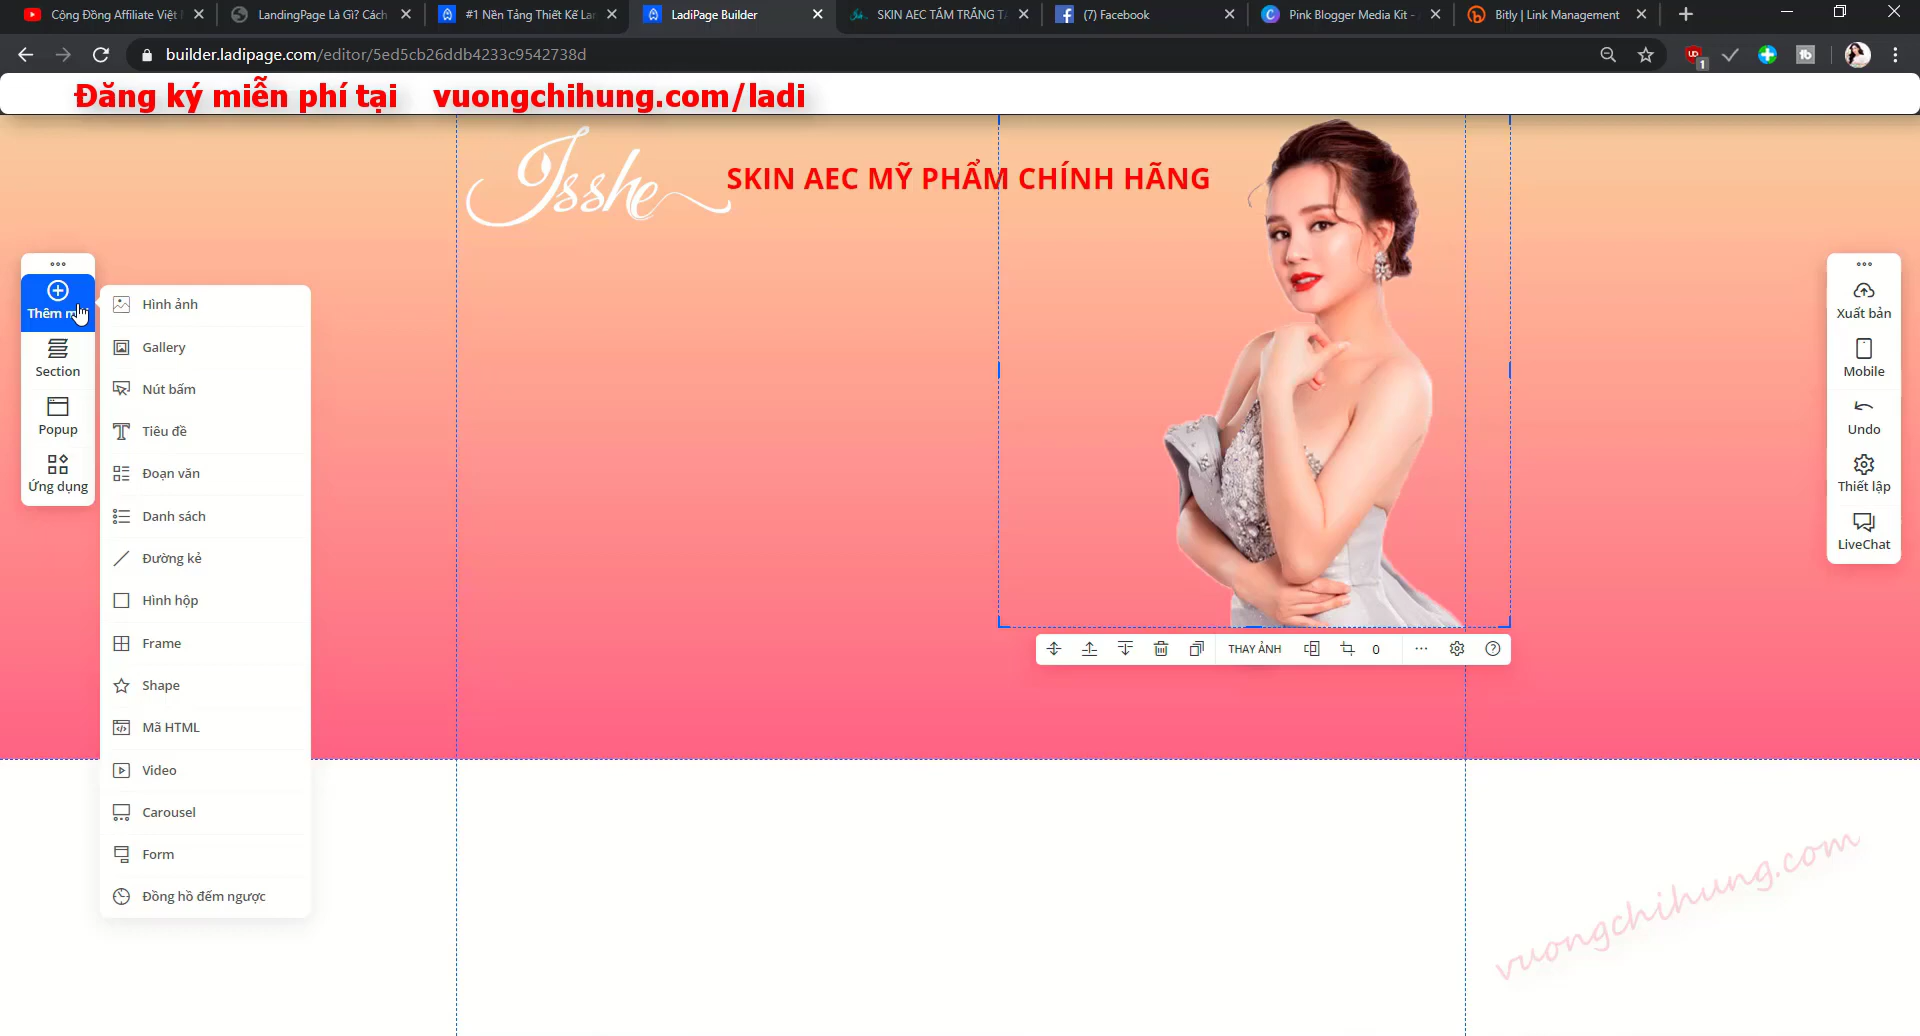 Cộng Đồng Affiliate Việt
LandingPage Là Gì? Cách
#1 Nền Tảng Thiết Kế Lan
LadiPage Builder
SKIN AEC TẮM TRẮNG T
(7) Facebook
Pink Blogger Media Kit -
Bitly | Link Management
builder.ladipage.com/editor/5ed5cb26ddb4233c9542738d
1
Đăng ký miễn phí tại vuongchihung.com/ladi
Isshe
SKIN AEC MỸ PHẨM CHÍNH HÃNG
Thêm
Section
Popup
Ứng dụng
Hình ảnh
Gallery
Nút bấm
Tiêu đề
Đoạn văn
Danh sách
Đường kẻ
Hình hộp
Frame
Shape
Mã HTML
Video
Carousel
Form
Đồng hồ đếm ngược
THAY ẢNH
0
Xuất bản
Mobile
Undo
Thiết lập
LiveChat
vuongchihung.com